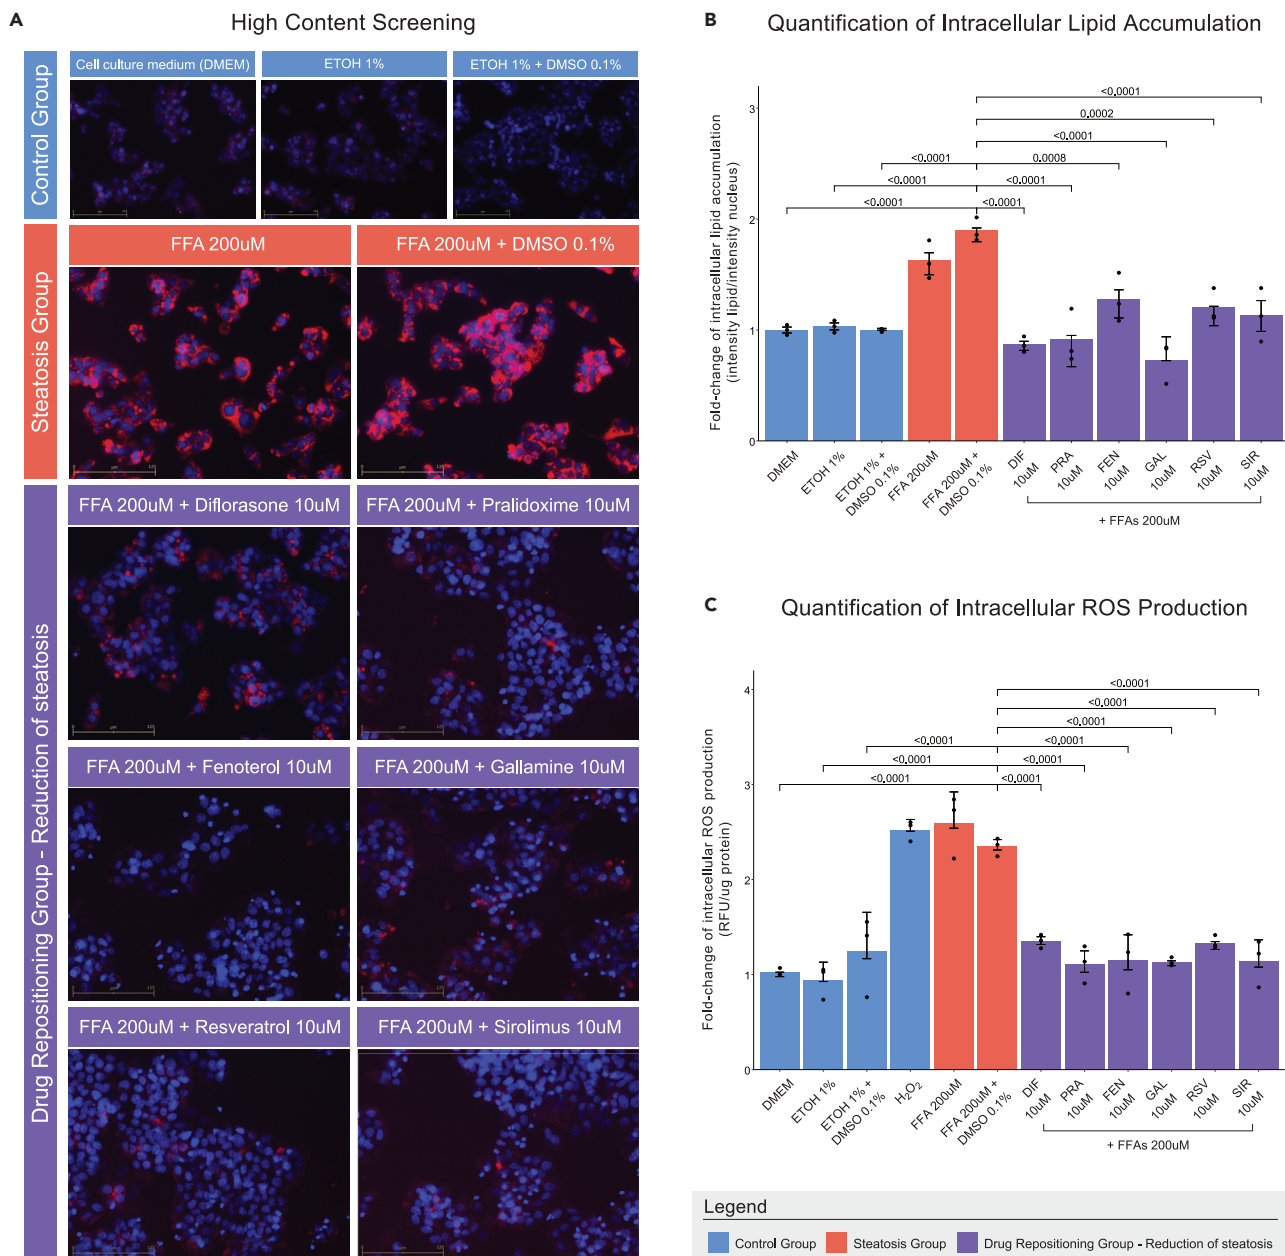 A
High Content Screening
Control Group
Cell culture medium (DMEM)
ETOH 1%
ETOH 1% + DMSO 0.1%
Steatosis Group
FFA 200uM
FFA 200uM + DMSO 0.1%
µm 125
µm 125
Drug Repositioning Group - Reduction of steatosis
FFA 200uM + Diflorasone 10uM
FFA 200uM + Pralidoxime 10uM
0 µm 125
0 µm 125
FFA 200uM + Fenoterol 10uM
FFA 200uM + Gallamine 10uM
FFA 200uM + Resveratrol 10uM
FFA 200uM + Sirolimus 10uM
B
Quantification of Intracellular Lipid Accumulation
Fold-change of intracellular lipid accumulation
(intensity lipid/intensity nucleus)
3
2
1
0
<0.0001
0.0002
<0.0001
<0.0001
0.0008
<0.0001
<0.0001
<0.0001
<0.0001
DMEM
ETOH 1%
ETOH 1% +
DMSO 0.1%
FFA 200uM
FFA 200uM +
DMSO 0.1%
DIF
10uM
PRA
10uM
FEN
10uM
GAL
10uM
RSV
10uM
SIR
10uM
+ FFAs 200uM
C
Quantification of Intracellular ROS Production
Fold-change of intracellular ROS production
(RFU/ug protein)
4
3
2
1
0
<0.0001
<0.0001
<0.0001
<0.0001
<0.0001
<0.0001
<0.0001
<0.0001
<0.0001
DMEM
ETOH 1%
ETOH 1% +
DMSO 0.1%
H₂O₂
FFA 200uM
FFA 200uM +
DMSO 0.1%
DIF
10uM
PRA
10uM
FEN
10uM
GAL
10uM
RSV
10uM
SIR
10uM
+ FFAs 200uM
Legend
Control Group
Steatosis Group
Drug Repositioning Group - Reduction of steatosis